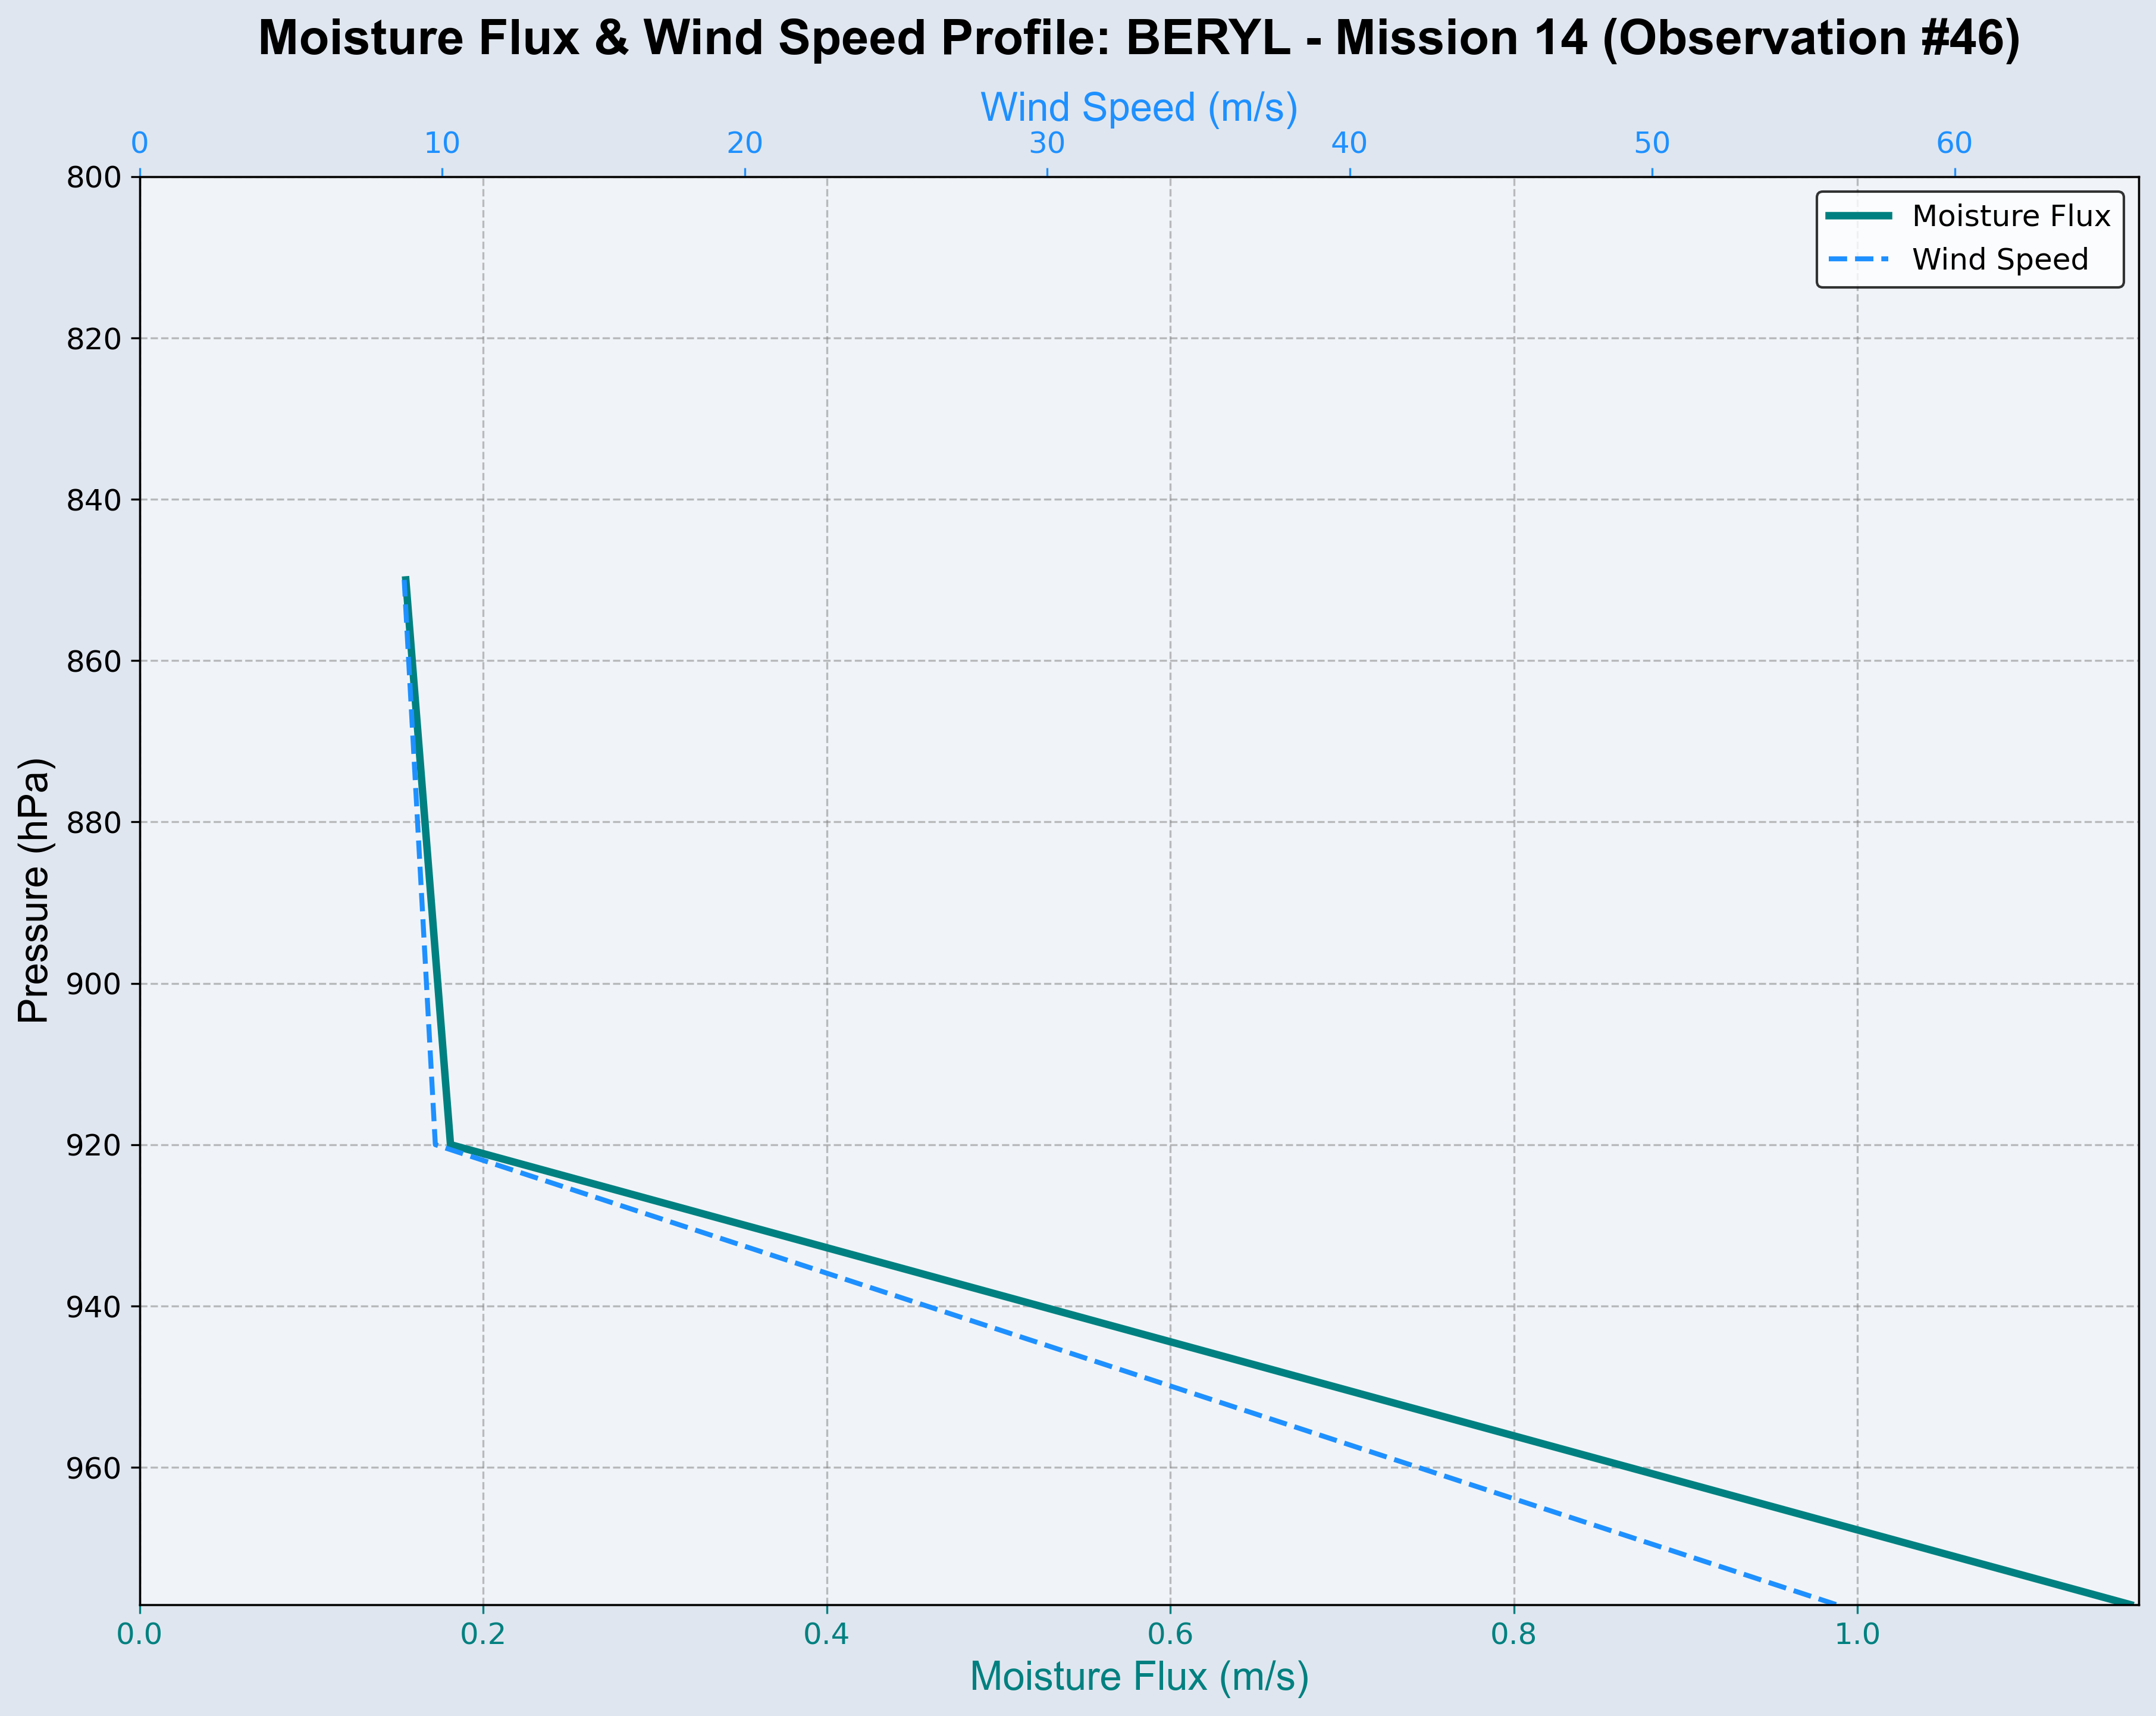 Moisture Flux & Wind Speed Profile: BERYL - Mission 14 (Observation #46)
Wind Speed (m/s)
0 10 20 30 40 50 60
Moisture Flux
Wind Speed
800
820
840
860
880
900
920
940
960
Pressure (hPa)
0.0 0.2 0.4 0.6 0.8 1.0
Moisture Flux (m/s)